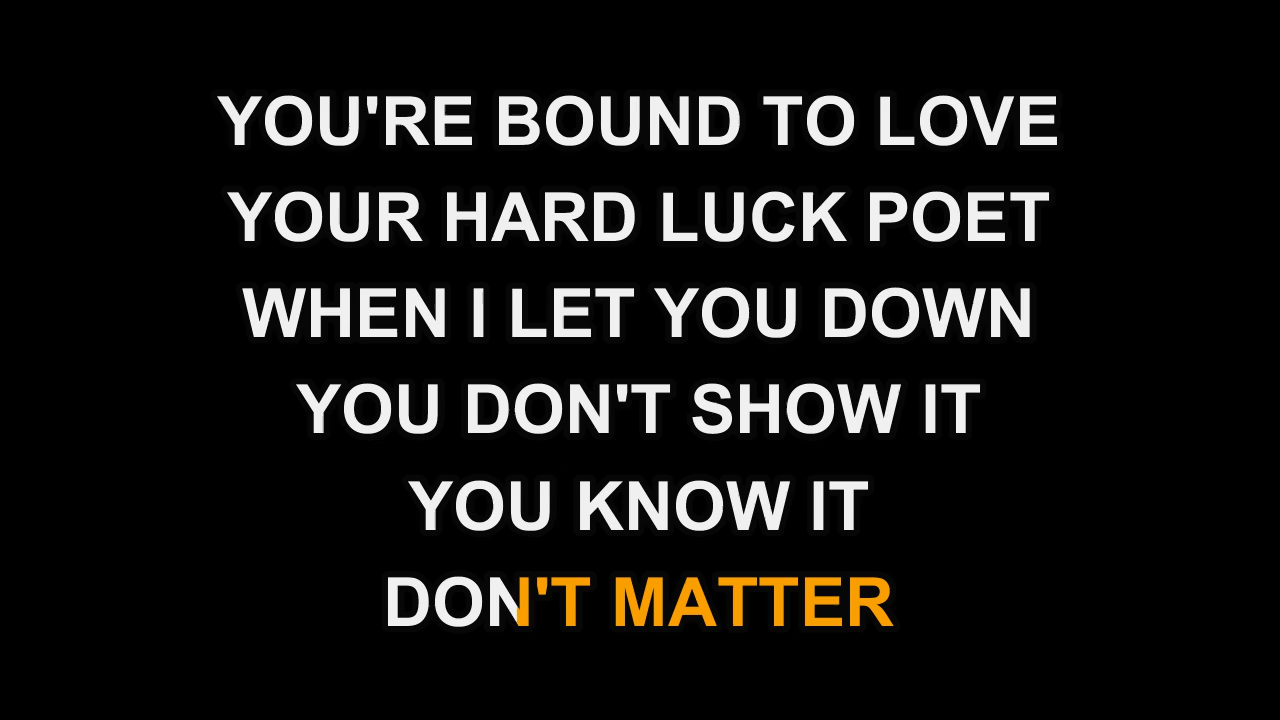 YOU'RE BOUND TO LOVE
YOUR HARD LUCK POET
WHEN I LET YOU DOWN
YOU DON'T SHOW IT
YOU KNOW IT
DON'T MATTER